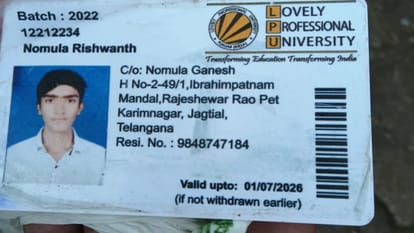 Batch : 2022
12212234
Nomula Rishwanth
LOVELY
PROFESSIONAL
UNIVERSITY
Transforming Education Transforming India
C/o: Nomula Ganesh
H No-2-49/1,Ibrahimpatnam
Mandal,Rajeshewar Rao Pet
Karimnagar, Jagtial,
Telangana
Resi. No. : 9848747184
Valid upto: 01/07/2026
(if not withdrawn earlier)